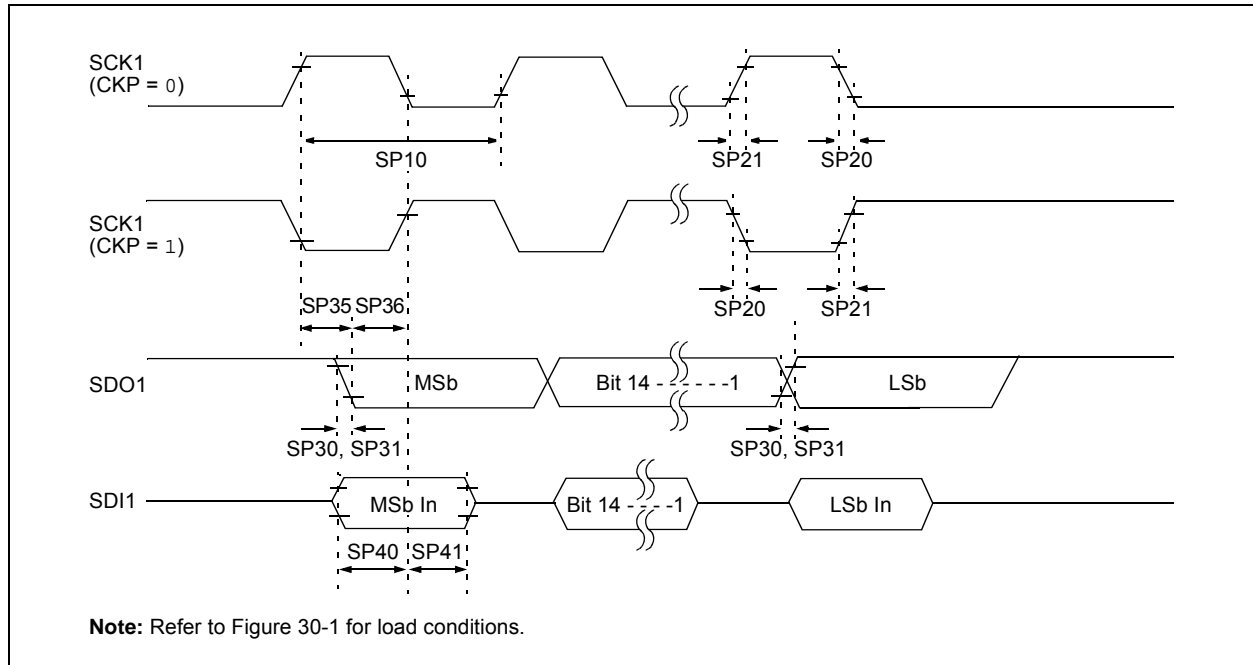 SCK1
(CKP = 0)
SP10
SP21
SP20
SCK1
(CKP = 1)
SP35
SP36
SP20
SP21
SDO1
MSb
Bit 14 - - - - - -1
LSb
SP30, SP31
SP30, SP31
SDI1
MSb In
Bit 14 - - - -1
LSb In
SP40
SP41
Note: Refer to Figure 30-1 for load conditions.